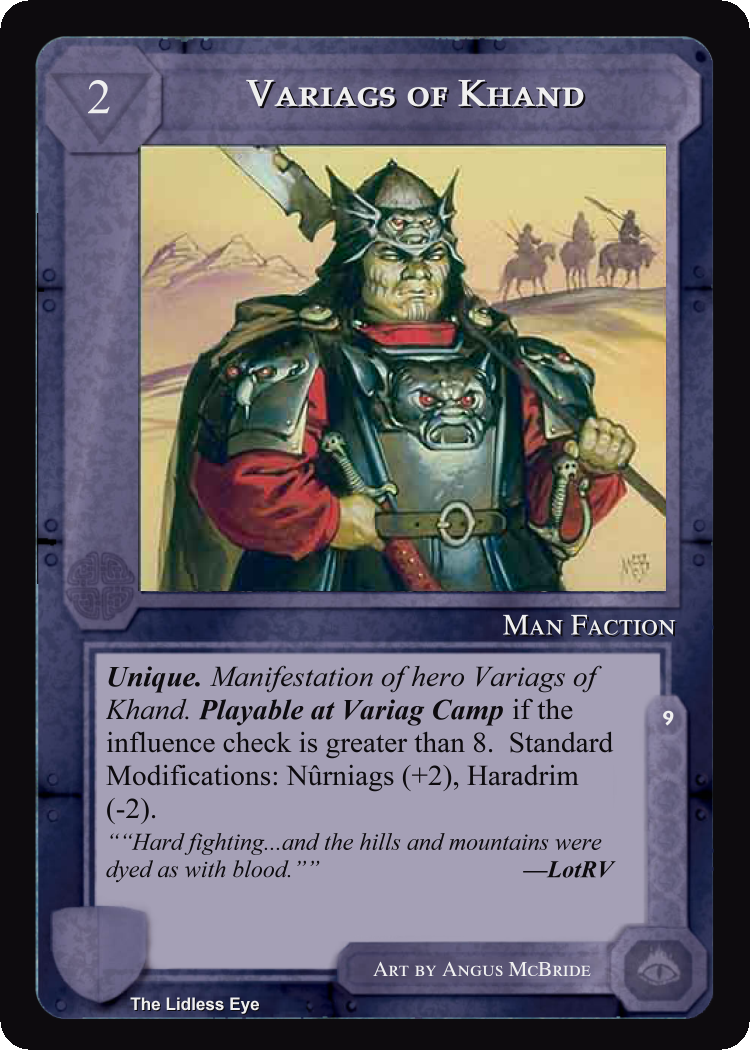 2
VARIAGS OF KHAND
MAN FACTION
Unique. Manifestation of hero Variags of
Khand. Playable at Variag Camp if the
influence check is greater than 8.  Standard
Modifications: Nûrniags (+2), Haradrim
(-2).
““Hard fighting...and the hills and mountains were
dyed as with blood.”” —LotRV
9
ART BY ANGUS MCBRIDE
The Lidless Eye